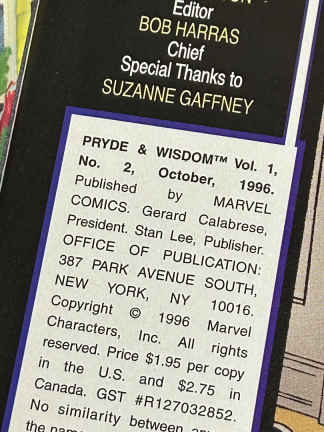 Editor
BOB HARRAS
Chief
Special Thanks to
SUZANNE GAFFNEY
PRYDE & WISDOM™ Vol. 1,
No. 2, October, 1996.
Published by MARVEL
COMICS. Gerard Calabrese,
President. Stan Lee, Publisher.
OFFICE OF PUBLICATION:
387 PARK AVENUE SOUTH,
NEW YORK, NY 10016.
Copyright © 1996 Marvel
Characters, Inc. All rights
reserved. Price $1.95 per copy
in the U.S. and $2.75 in
Canada. GST #R127032852.
No similarity between
the